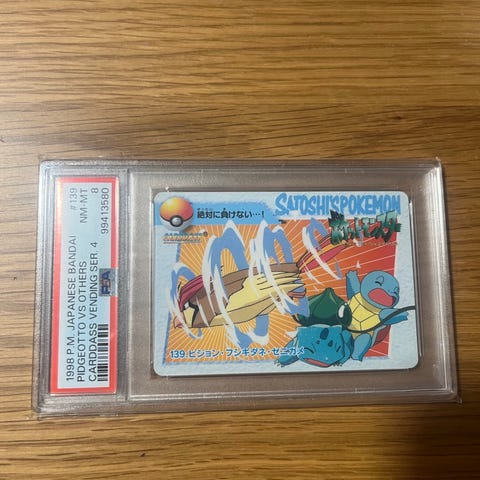 1998 P.M. JAPANESE BANDAI
#139
PIDGEOTTO VS OTHERS
NM-MT
CARDDASS VENDING SER. 4
8
PSA
99413580
絶対に負けない…!
SATOSHI'S POKEMON
139 ピジョン・フシギダネ・ゼニガメ